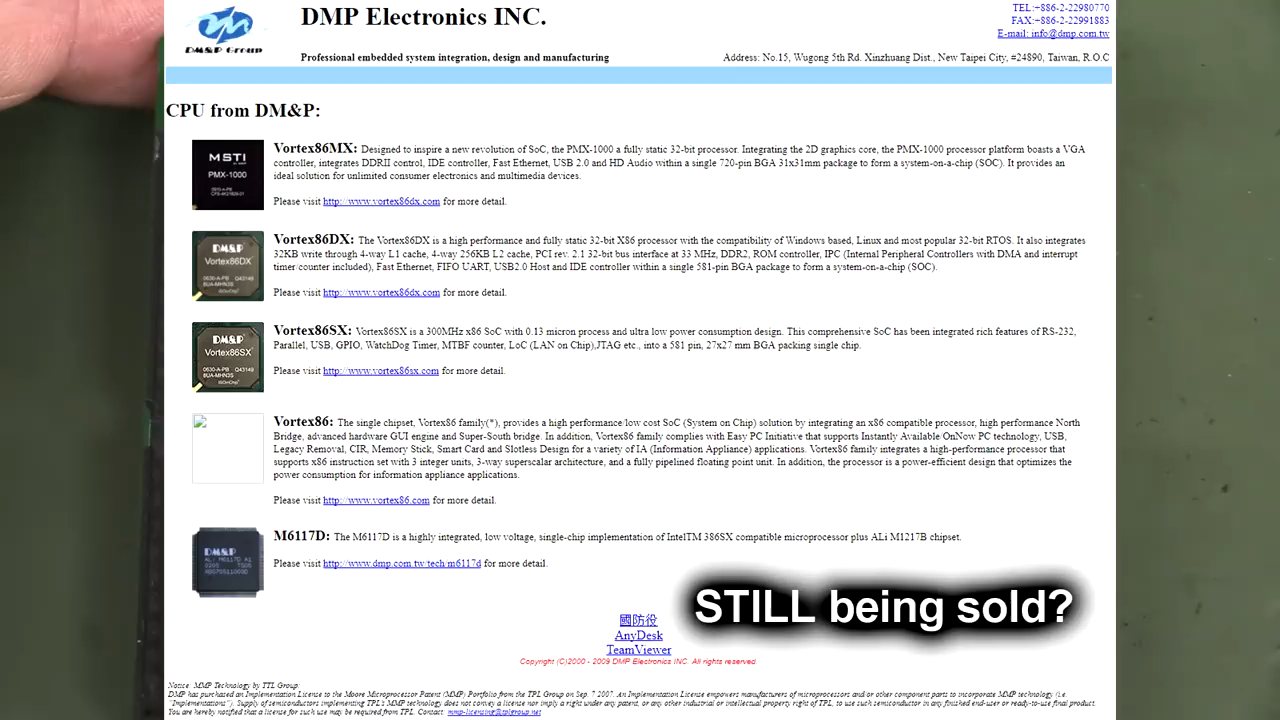 DM&P Group
DMP Electronics INC.
Professional embedded system integration, design and manufacturing
TEL:+886-2-22980770
FAX:+886-2-22991883
E-mail: info@dmp.com.tw
Address: No.15, Wugong 5th Rd. Xinzhuang Dist., New Taipei City, #24890, Taiwan, R.O.C
CPU from DM&P:
MSTI
PMX-1000
Vortex86MX: Designed to inspire a new revolution of SoC, the PMX-1000 a fully static 32-bit processor. Integrating the 2D graphics core, the PMX-1000 processor platform boasts a VGA
controller, integrates DDRII control, IDE controller, Fast Ethernet, USB 2.0 and HD Audio within a single 720-pin BGA 31x31mm package to form a system-on-a-chip (SOC). It provides an
ideal solution for unlimited consumer electronics and multimedia devices.
Please visit http://www.vortex86dx.com for more detail.
DM&P
Vortex86DX
Vortex86DX: The Vortex86DX is a high performance and fully static 32-bit X86 processor with the compatibility of Windows based, Linux and most popular 32-bit RTOS. It also integrates
32KB write through 4-way L1 cache, 4-way 256KB L2 cache, PCI rev. 2.1 32-bit bus interface at 33 MHz, DDR2, ROM controller, IPC (Internal Peripheral Controllers with DMA and interrupt
timer/counter included), Fast Ethernet, FIFO UART, USB2.0 Host and IDE controller within a single 581-pin BGA package to form a system-on-a-chip (SOC).
Please visit http://www.vortex86dx.com for more detail.
DM&P
Vortex86SX
Vortex86SX: Vortex86SX is a 300MHz x86 SoC with 0.13 micron process and ultra low power consumption design. This comprehensive SoC has been integrated rich features of RS-232,
Parallel, USB, GPIO, WatchDog Timer, MTBF counter, LoC (LAN on Chip),JTAG etc., into a 581 pin, 27x27 mm BGA packing single chip.
Please visit http://www.vortex86sx.com for more detail.
Vortex86: The single chipset, Vortex86 family(*), provides a high performance/low cost SoC (System on Chip) solution by integrating an x86 compatible processor, high performance North
Bridge, advanced hardware GUI engine and Super-South bridge. In addition, Vortex86 family complies with Easy PC Initiative that supports Instantly Available/OnNow PC technology, USB,
Legacy Removal, CIR, Memory Stick, Smart Card and Slotless Design for a variety of IA (Information Appliance) applications. Vortex86 family integrates a high-performance processor that
supports x86 instruction set with 3 integer units, 3-way superscalar architecture, and a fully pipelined floating point unit. In addition, the processor is a power-efficient design that optimizes the
power consumption for information appliance applications.
Please visit http://www.vortex86.com for more detail.
DM&P
M6117D: The M6117D is a highly integrated, low voltage, single-chip implementation of IntelTM 386SX compatible microprocessor plus ALi M1217B chipset.
Please visit http://www.dmp.com.tw/tech/m6117d for more detail.
STILL being sold?
國防役
AnyDesk
TeamViewer
Copyright (C)2000 - 2009 DMP Electronics INC. All rights reserved.
Notice: MMP Technology by TTL Group:
DMP has purchased an Implementation License to the Moore Microprocessor Patent (MMP) Portfolio from the TPL Group on Sep. 7 2007. An Implementation License empowers manufacturers of microprocessors and/or other component parts to incorporate MMP technology (i.e.
"Implementations"). Supply of semiconductors implementing TPL's MMP technology does not convey a license nor imply a right under any patent, or any other industrial or intellectual property right of TPL, to use such semiconductor in any finished end-user or ready-to-use final product.
You are hereby notified that a license for such use may be required from TPL. Contact: mmp-licensing@tplgroup.net